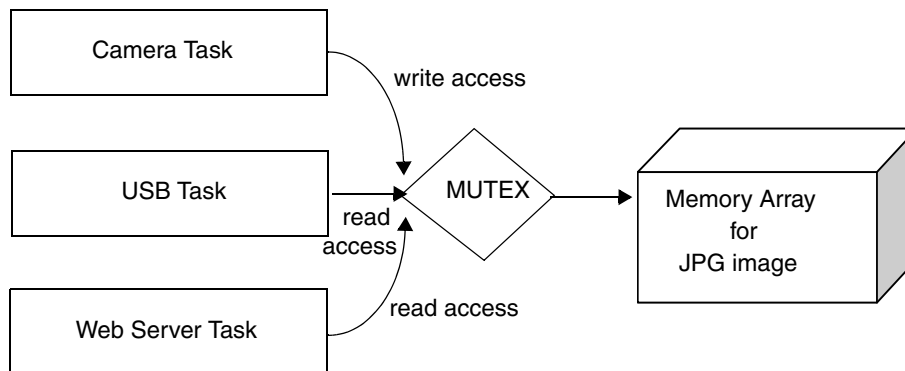 Camera Task
write access
USB Task
read
access
MUTEX
Memory Array
for
JPG image
Web Server Task
read access